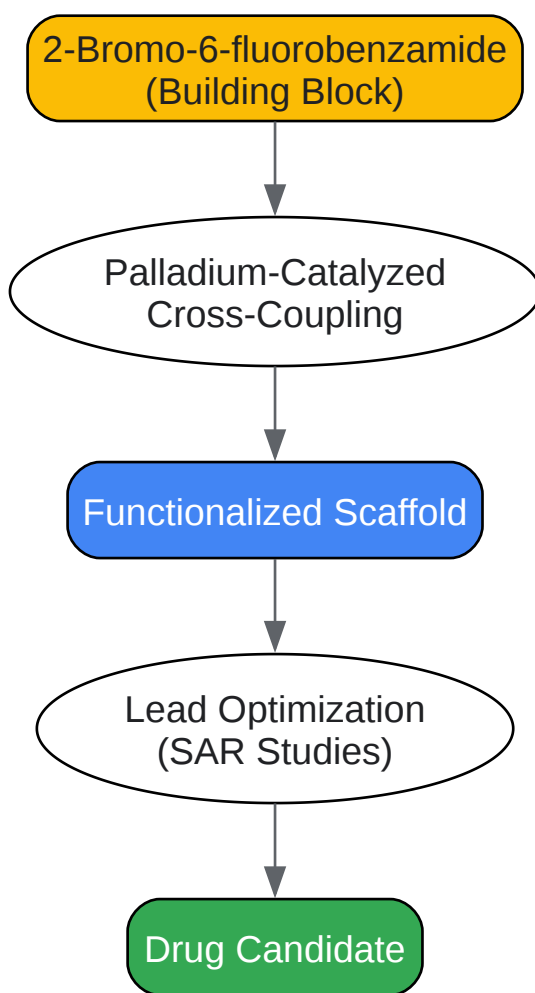 2-Bromo-6-fluorobenzamide
(Building Block)
Palladium-Catalyzed
Cross-Coupling
Functionalized Scaffold
Lead Optimization
(SAR Studies)
Drug Candidate